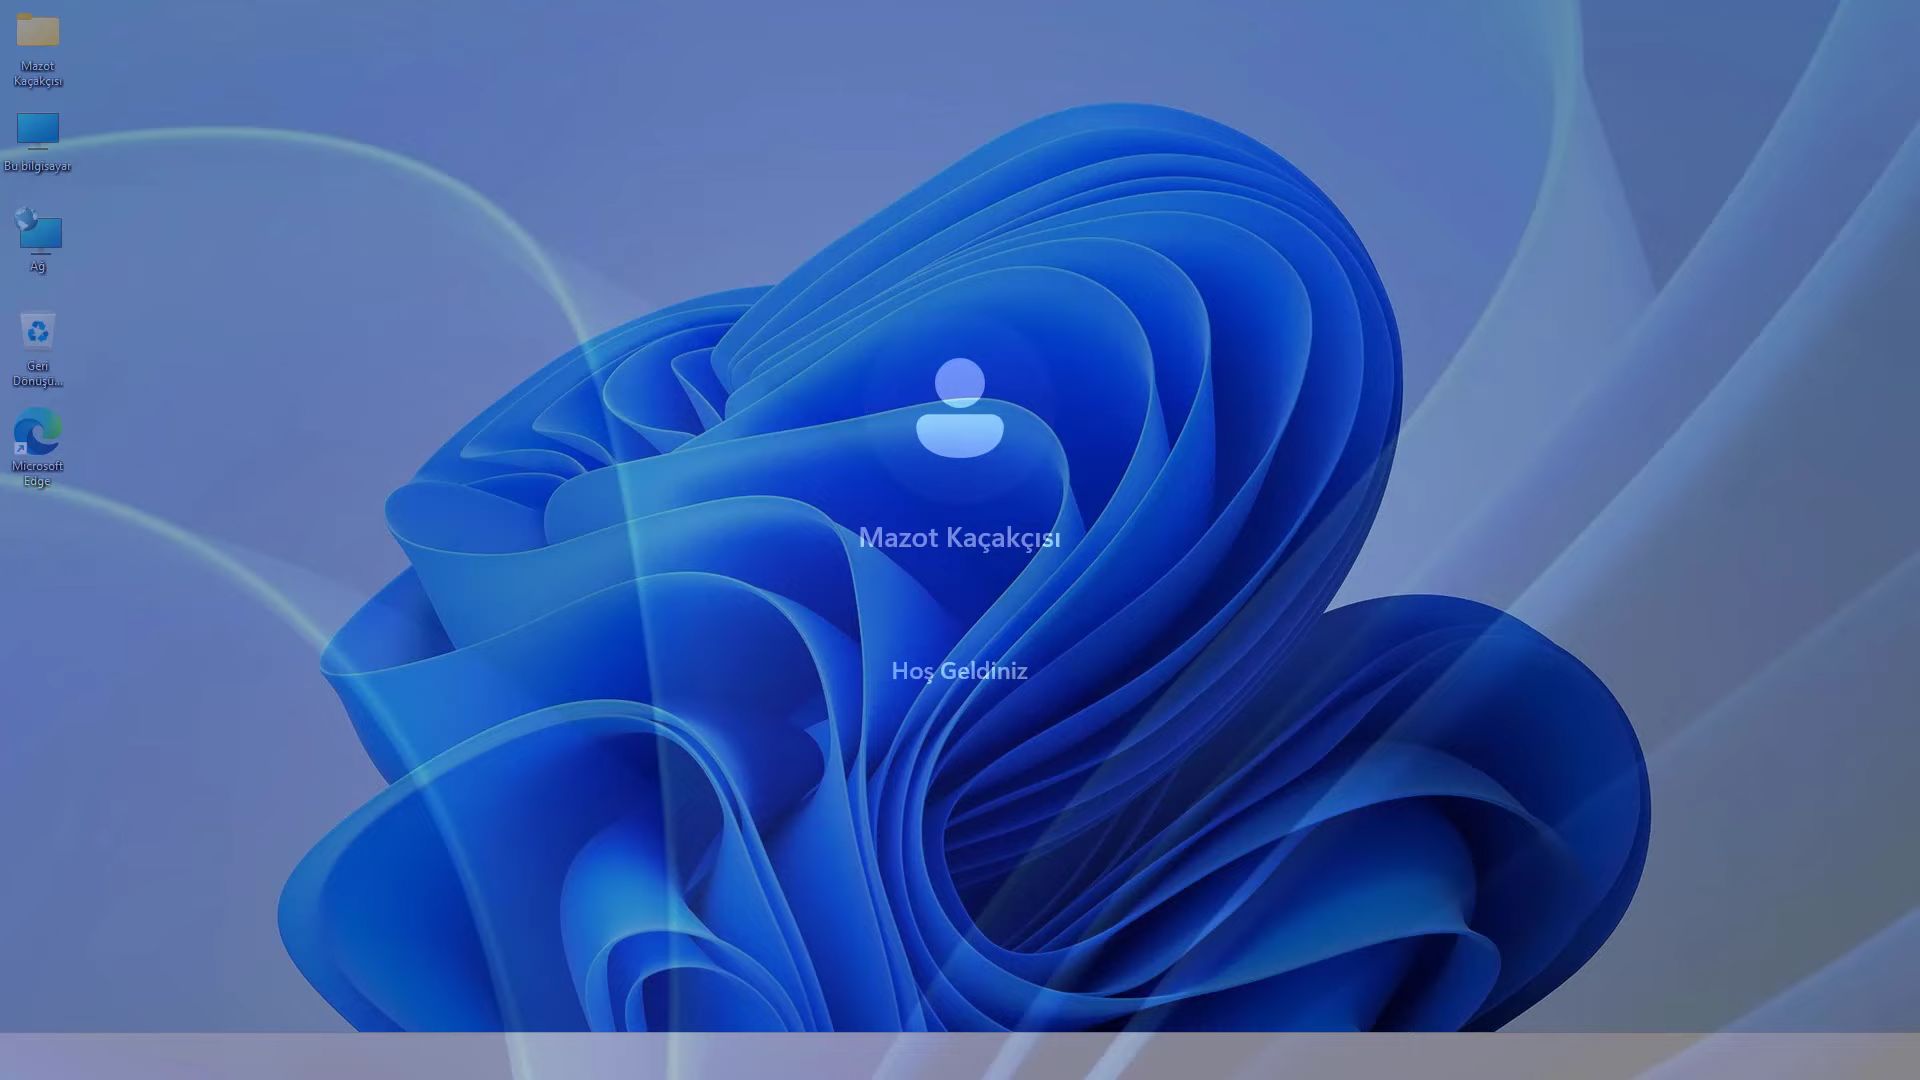 Mazot
Kaçakçısı
Bu bilgisayar
Ağ
Geri
Dönüşü...
Microsoft
Edge
Mazot Kaçakçısı
Hoş Geldiniz